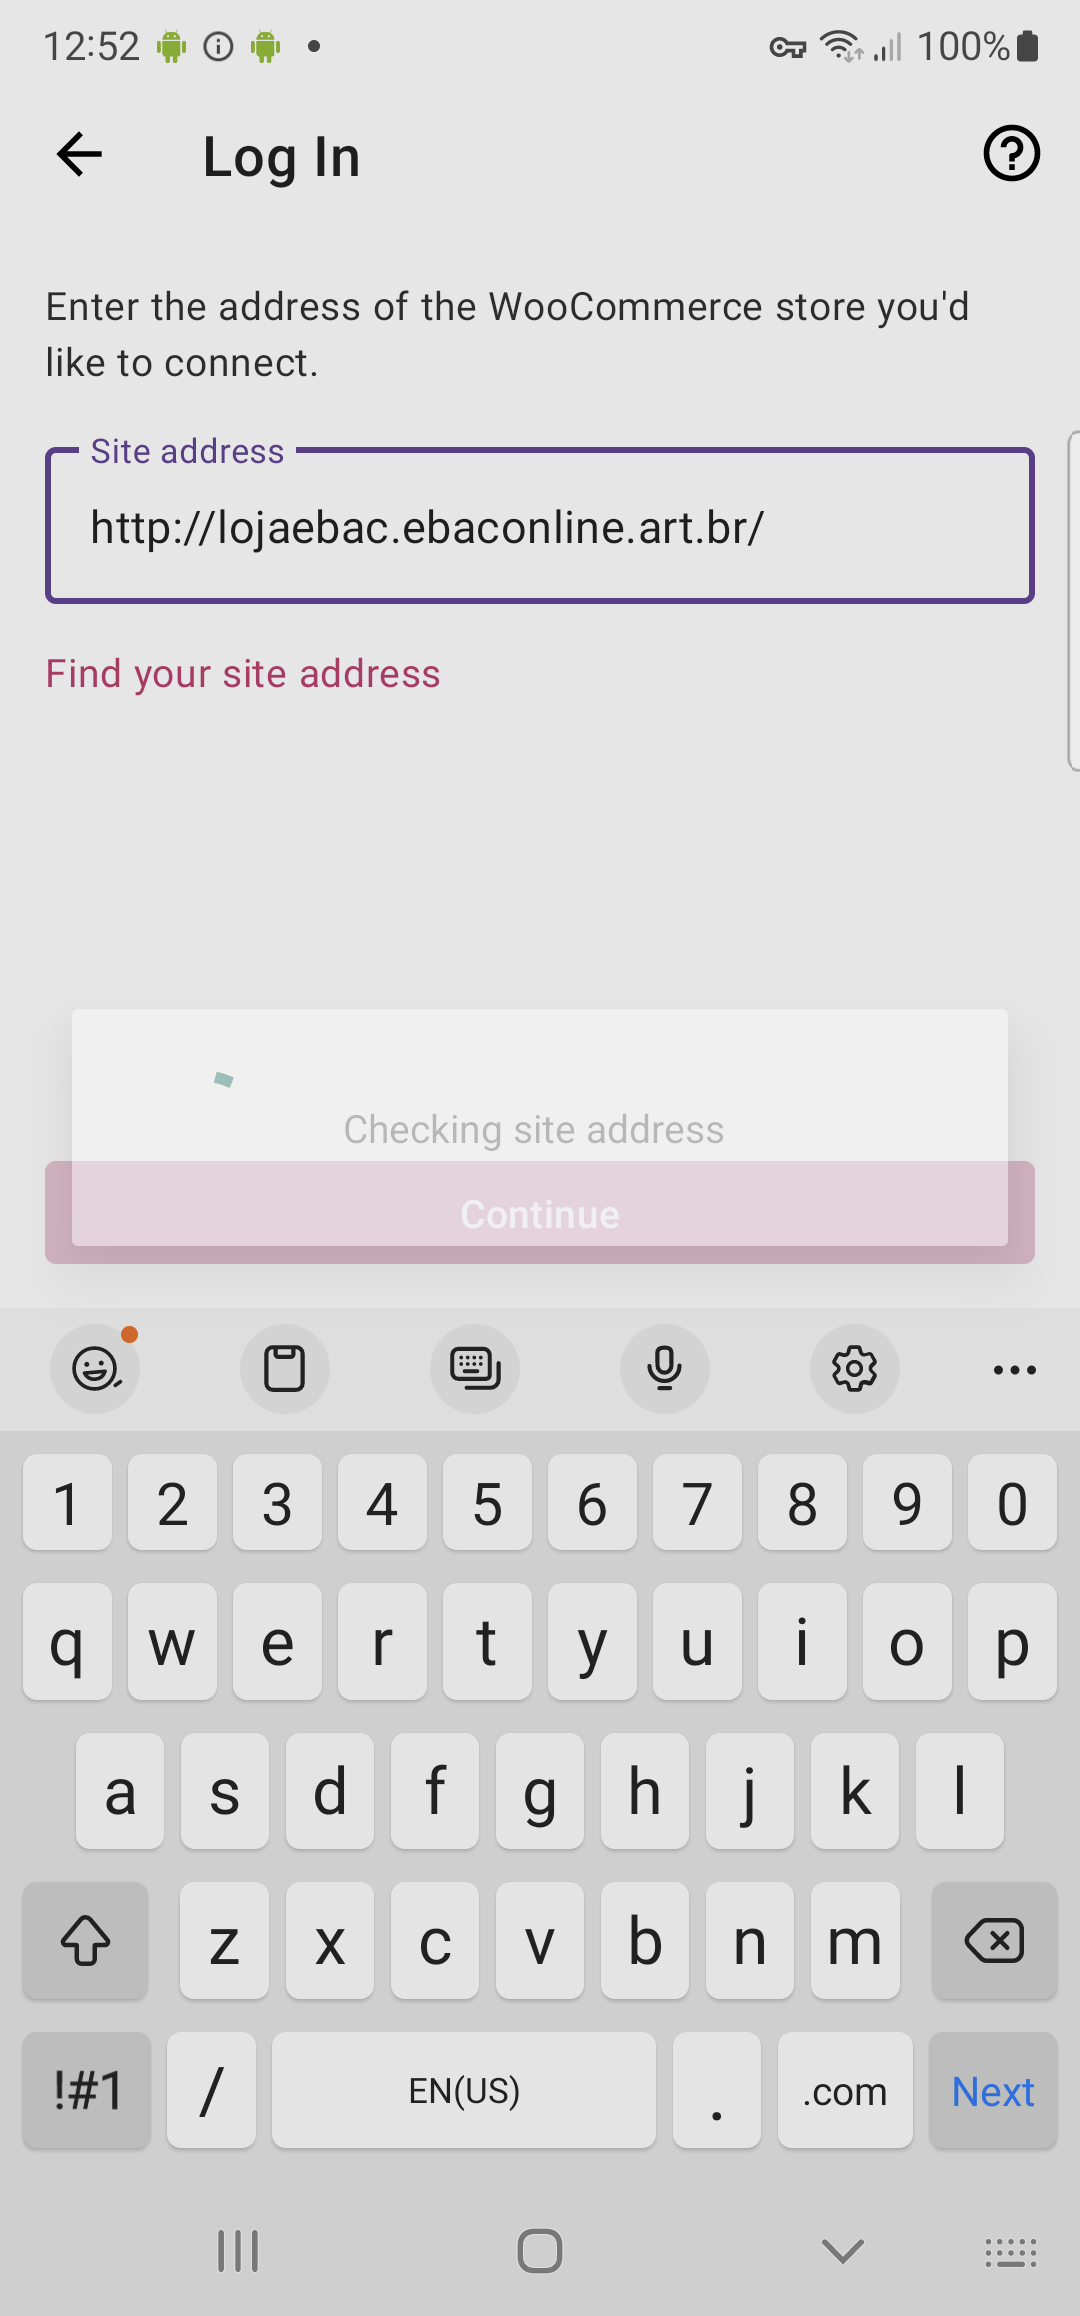 12:52
100%
Log In
Enter the address of the WooCommerce store you'd
like to connect.
Site address
http://lojaebac.ebaconline.art.br/
Find your site address
Checking site address
Continue
1 2 3 4 5 6 7 8 9 0
q w e r t y u i o p
a s d f g h j k l
z x c v b n m
!#1 / EN(US) . .com Next